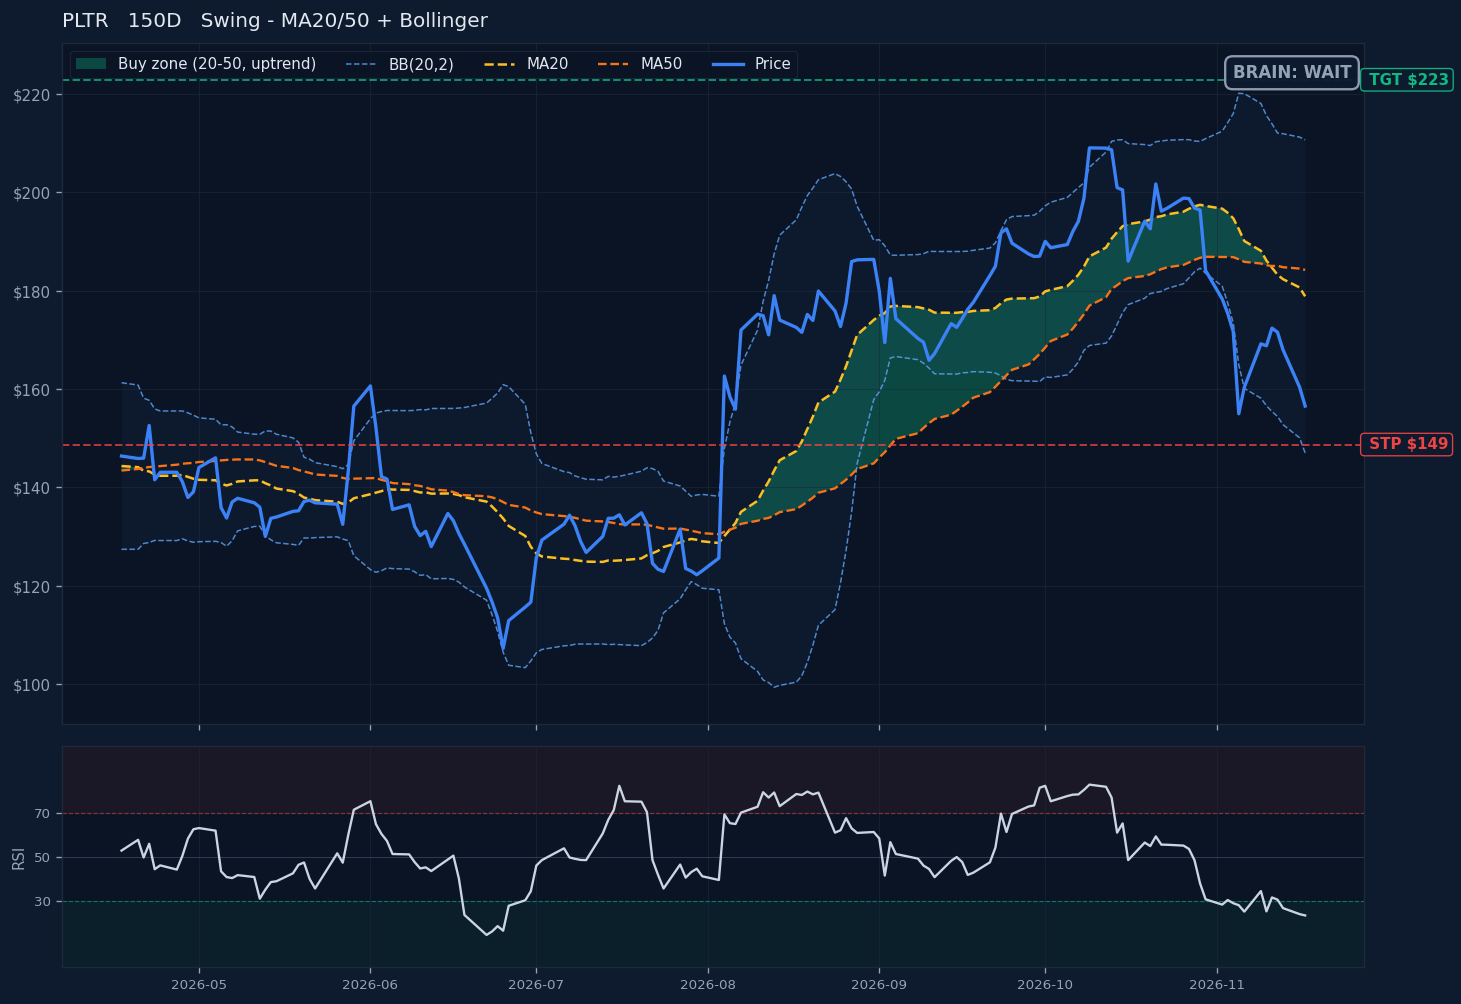 PLTR   150D   Swing - MA20/50 + Bollinger
Buy zone (20-50, uptrend)   BB(20,2)   MA20   MA50   Price
BRAIN: WAIT
TGT $223
$220
$200
$180
$160
STP $149
$140
$120
$100
RSI
70
50
30
2026-05   2026-06   2026-07   2026-08   2026-09   2026-10   2026-11